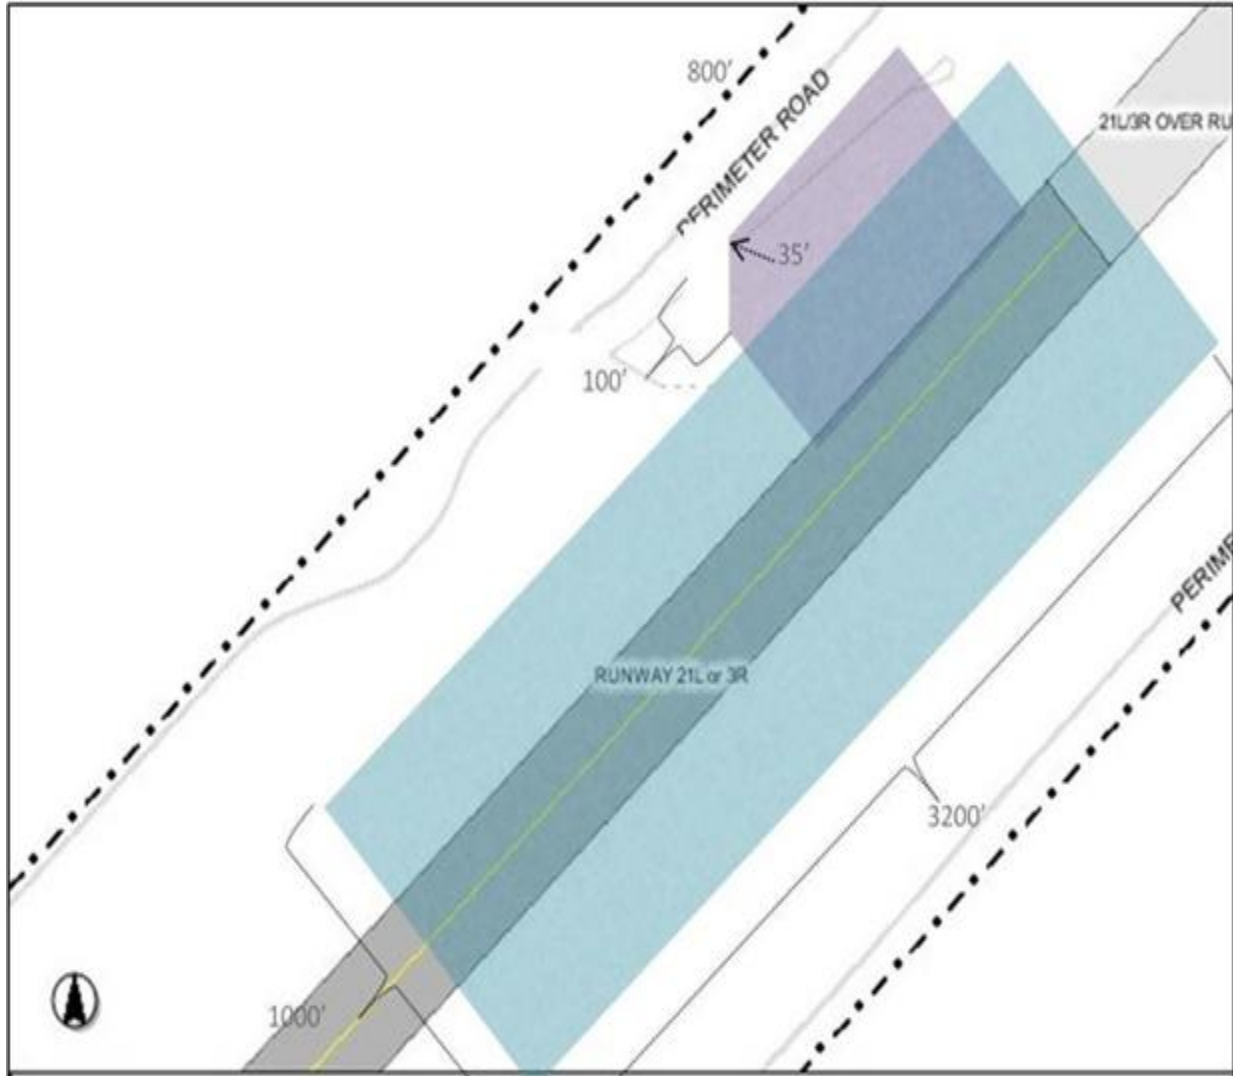 800'
PERIMETER ROAD
21L/3R OVER RU
35'
100'
PERIME
RUNWAY 21L or 3R
3200'
1000'